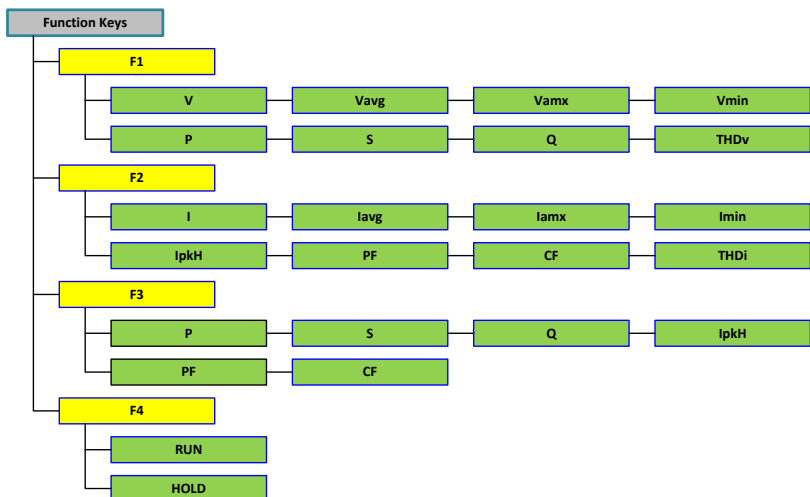 Function Keys
F1
V Vavg Vamx Vmin
P S Q THDv
F2
I Iavg Iamx Imin
IpkH PF CF THDi
F3
P S Q IpkH
PF CF
F4
RUN
HOLD